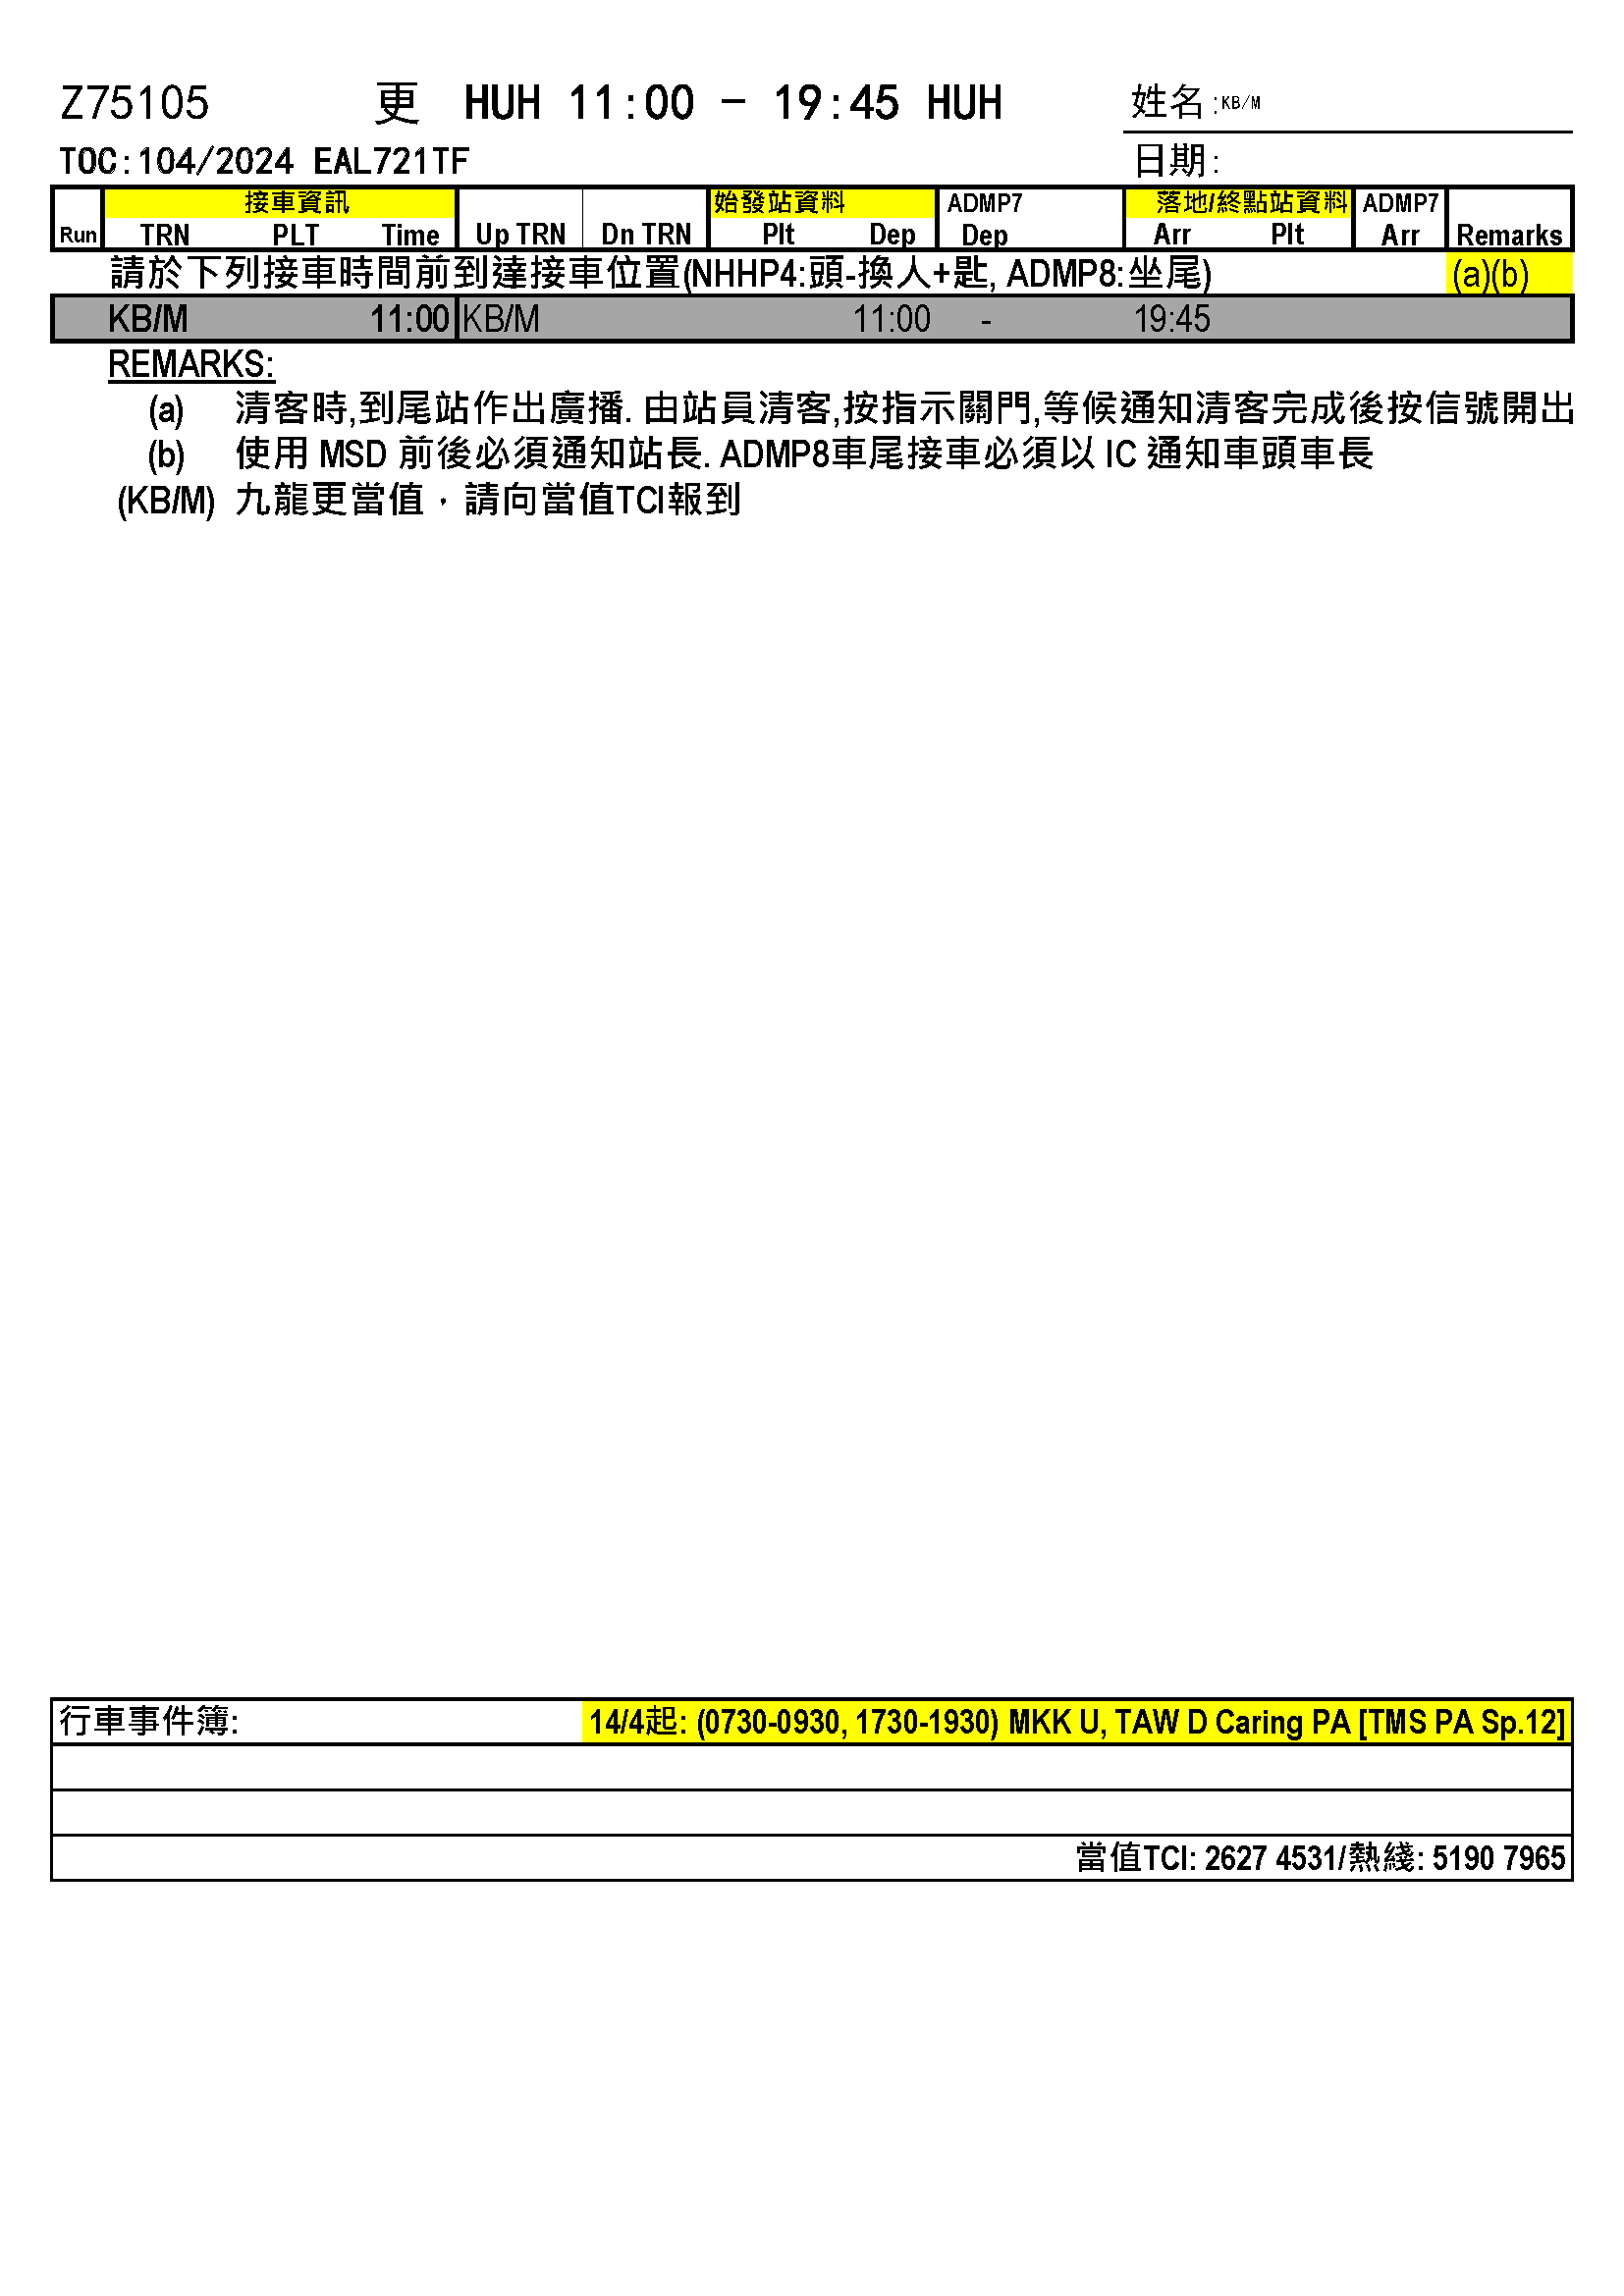 Z75105 更 HUH 11:00 - 19:45 HUH 姓名:KB/M
TOC:104/2024 EAL721TF 日期:
接車資訊 始發站資料 ADMP7 落地/終點站資料 ADMP7
Run TRN PLT Time Up TRN Dn TRN Plt Dep Dep Arr Plt Arr Remarks
請於下列接車時間前到達接車位置(NHHP4:頭-換人+匙, ADMP8:坐尾) (a)(b)
KB/M 11:00 KB/M 11:00 - 19:45
REMARKS:
(a) 清客時,到尾站作出廣播. 由站員清客,按指示關門,等候通知清客完成後按信號開出
(b) 使用 MSD 前後必須通知站長. ADMP8車尾接車必須以 IC 通知車頭車長
(KB/M) 九龍更當值，請向當值TCI報到
行車事件簿: 14/4起: (0730-0930, 1730-1930) MKK U, TAW D Caring PA [TMS PA Sp.12]
當值TCI: 2627 4531/熱綫: 5190 7965